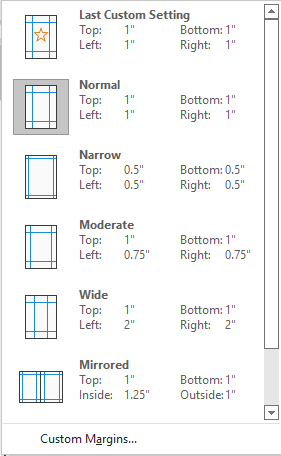 Last Custom Setting
Top: 1" Bottom: 1"
Left: 1" Right: 1"
Normal
Top: 1" Bottom: 1"
Left: 1" Right: 1"
Narrow
Top: 0.5" Bottom: 0.5"
Left: 0.5" Right: 0.5"
Moderate
Top: 1" Bottom: 1"
Left: 0.75" Right: 0.75"
Wide
Top: 1" Bottom: 1"
Left: 2" Right: 2"
Mirrored
Top: 1" Bottom: 1"
Inside: 1.25" Outside: 1"
Custom Margins...